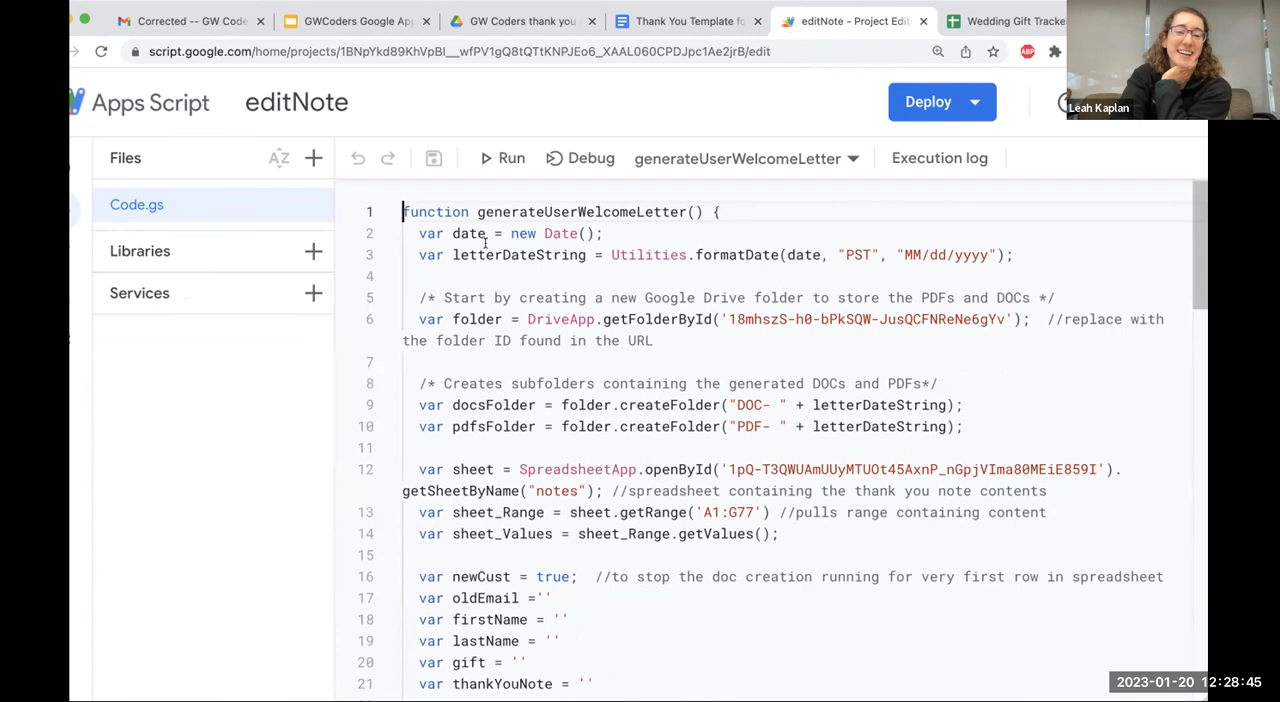 Corrected -- GW Code
GWCoders Google App
GW Coders thank you
Thank You Template fo
editNote - Project Edit
Wedding Gift Tracke
script.google.com/home/projects/1BNpYkd89KhVpBl__wfPV1gQ8tQTtKNPJEo6_XAAL060CPDJpc1Ae2jrB/edit
ABP
Leah Kaplan
Apps Script
editNote
Deploy
Files
AZ
Run
Debug
generateUserWelcomeLetter
Execution log
Code.gs
Libraries
Services
1 function generateUserWelcomeLetter() {
2 var date = new Date();
3 var letterDateString = Utilities.formatDate(date, "PST", "MM/dd/yyyy");
4
5 /* Start by creating a new Google Drive folder to store the PDFs and DOCs */
6 var folder = DriveApp.getFolderById('18mhszS-h0-bPkSQW-JusQCFNReNe6gYv'); //replace with
the folder ID found in the URL
7
8 /* Creates subfolders containing the generated DOCs and PDFs*/
9 var docsFolder = folder.createFolder("DOC- " + letterDateString);
10 var pdfsFolder = folder.createFolder("PDF- " + letterDateString);
11
12 var sheet = SpreadsheetApp.openById('1pQ-T3QWUAmUUyMTUOt45AxnP_nGpjVIma80MEiE859I').
getSheetByName("notes"); //spreadsheet containing the thank you note contents
13 var sheet_Range = sheet.getRange('A1:G77') //pulls range containing content
14 var sheet_Values = sheet_Range.getValues();
15
16 var newCust = true; //to stop the doc creation running for very first row in spreadsheet
17 var oldEmail =''
18 var firstName = ''
19 var lastName = ''
20 var gift = ''
21 var thankYouNote = ''
2023-01-20 12:28:45